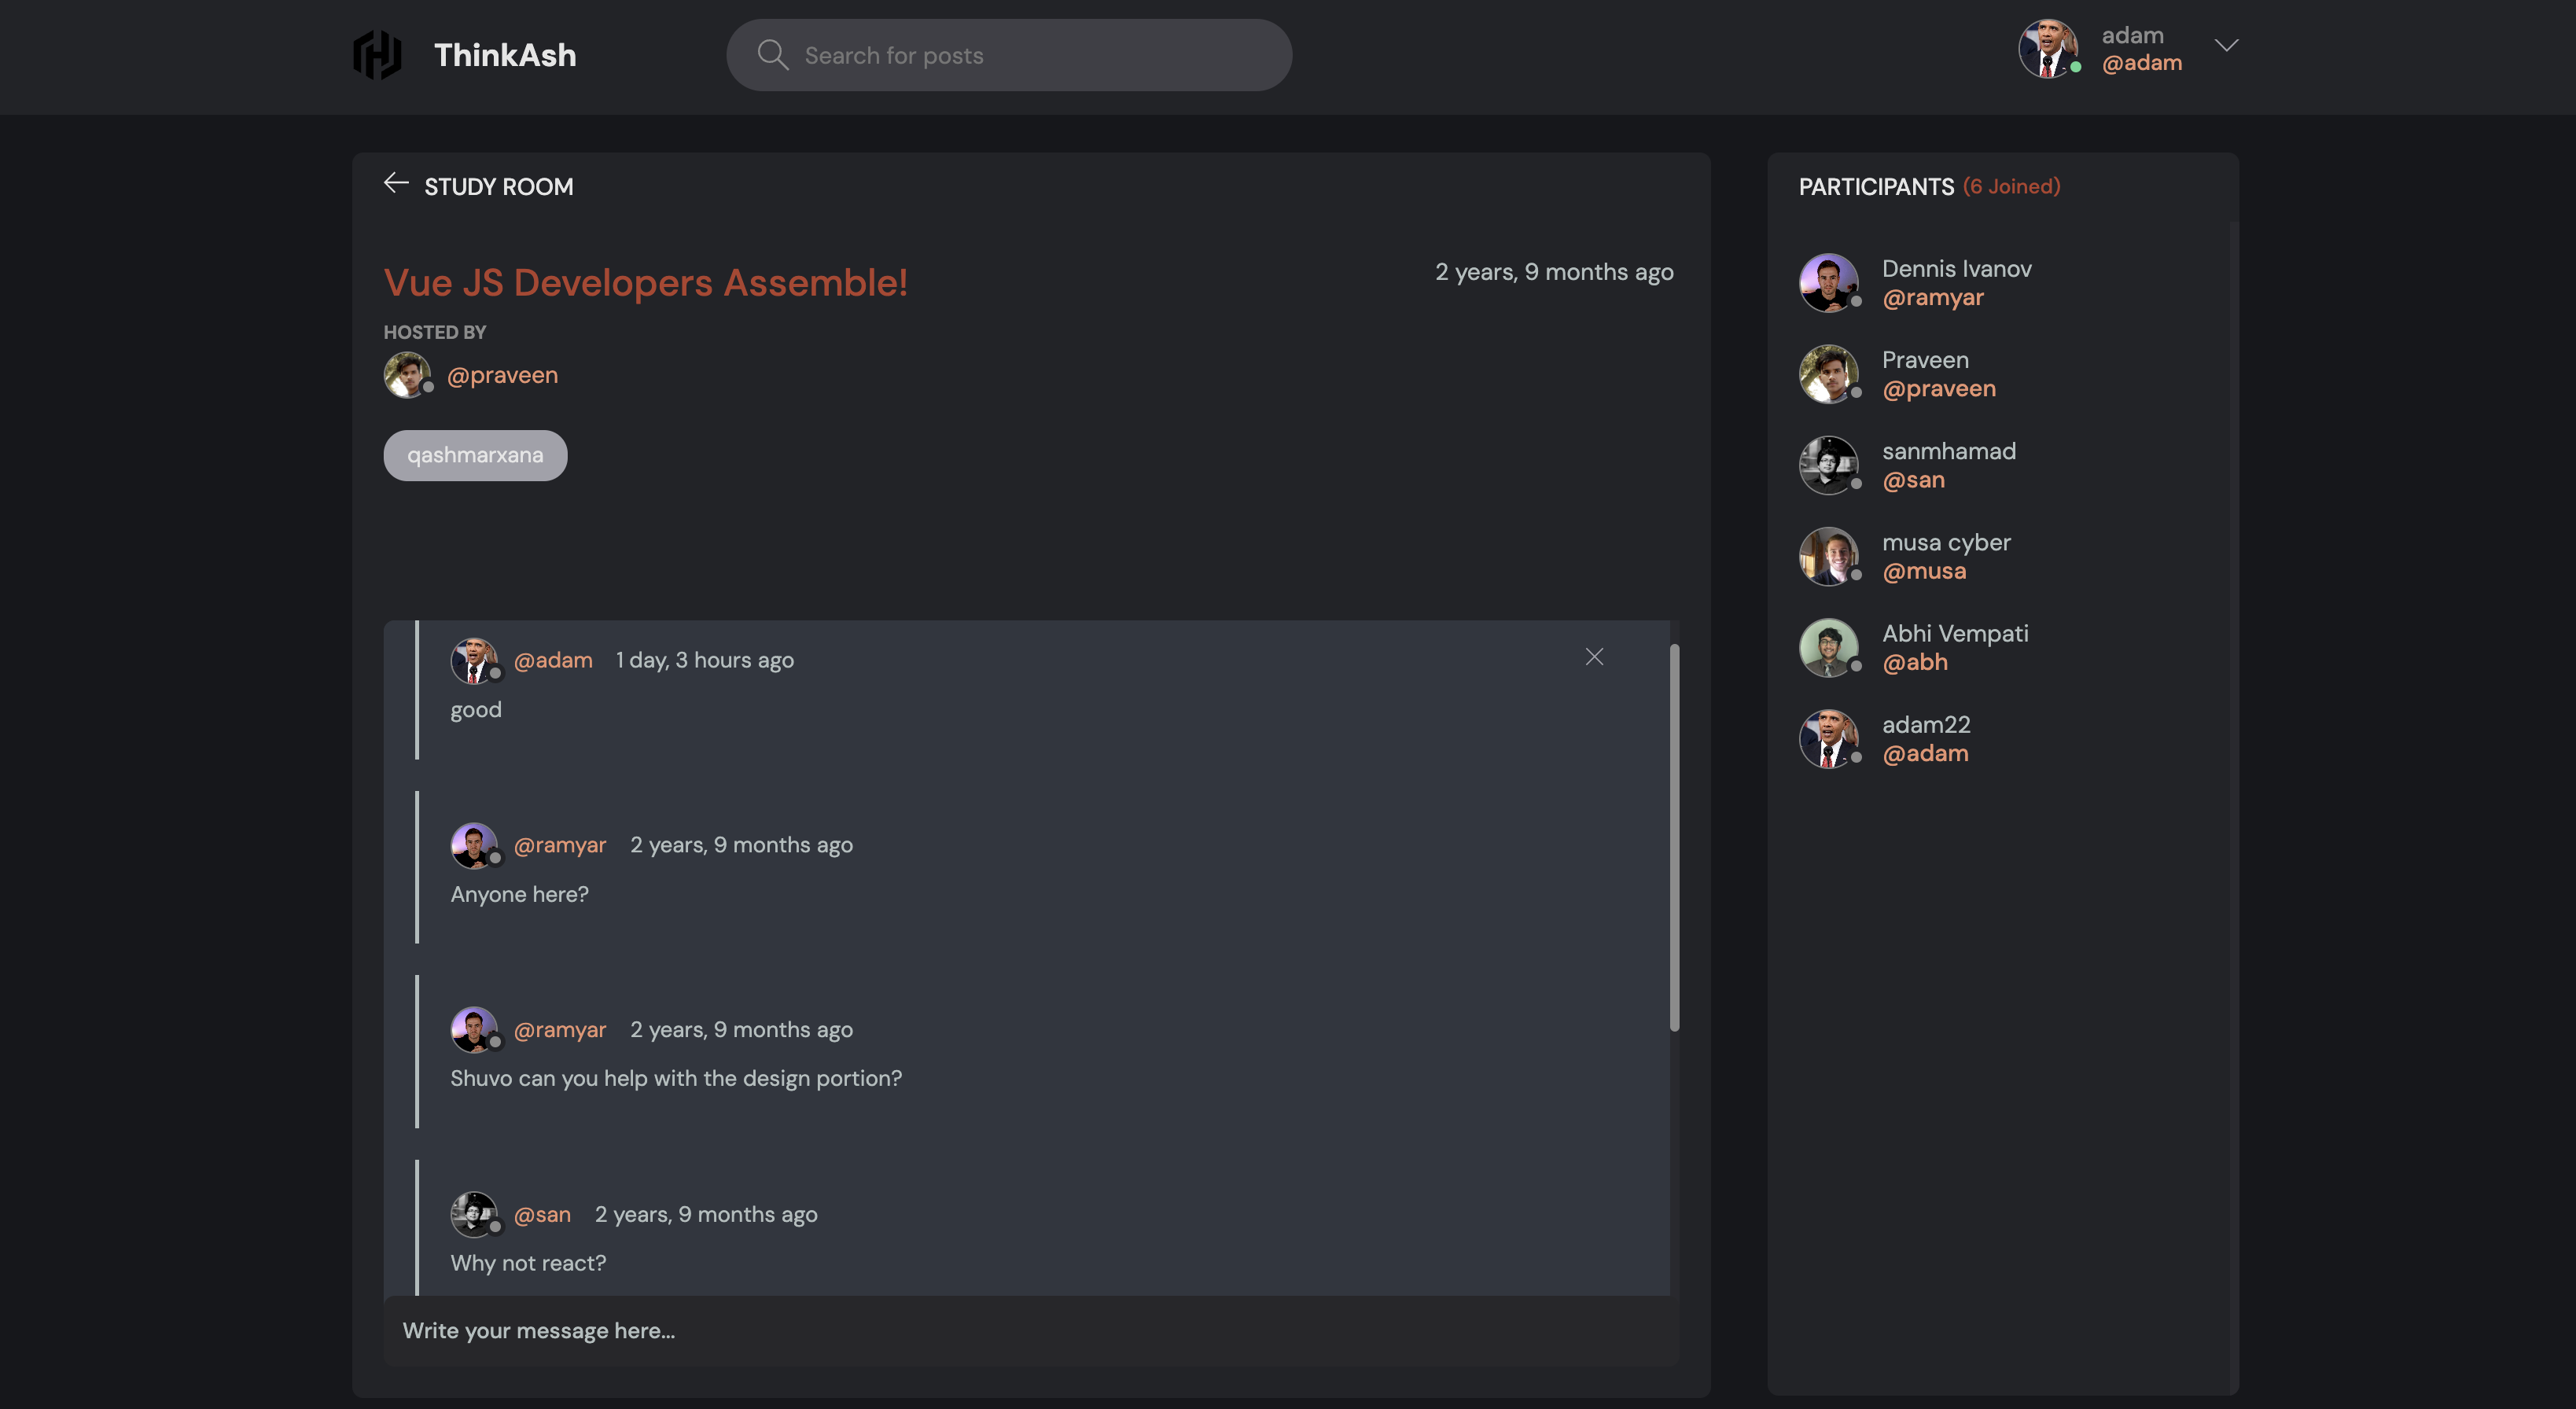 ThinkAsh
Search for posts
adam
@adam
STUDY ROOM
Vue JS Developers Assemble!
2 years, 9 months ago
HOSTED BY
@praveen
qashmarxana
@adam 1 day, 3 hours ago
good
@ramyar 2 years, 9 months ago
Anyone here?
@ramyar 2 years, 9 months ago
Shuvo can you help with the design portion?
@san 2 years, 9 months ago
Why not react?
Write your message here...
PARTICIPANTS (6 Joined)
Dennis Ivanov
@ramyar
Praveen
@praveen
sanmhamad
@san
musa cyber
@musa
Abhi Vempati
@abh
adam22
@adam